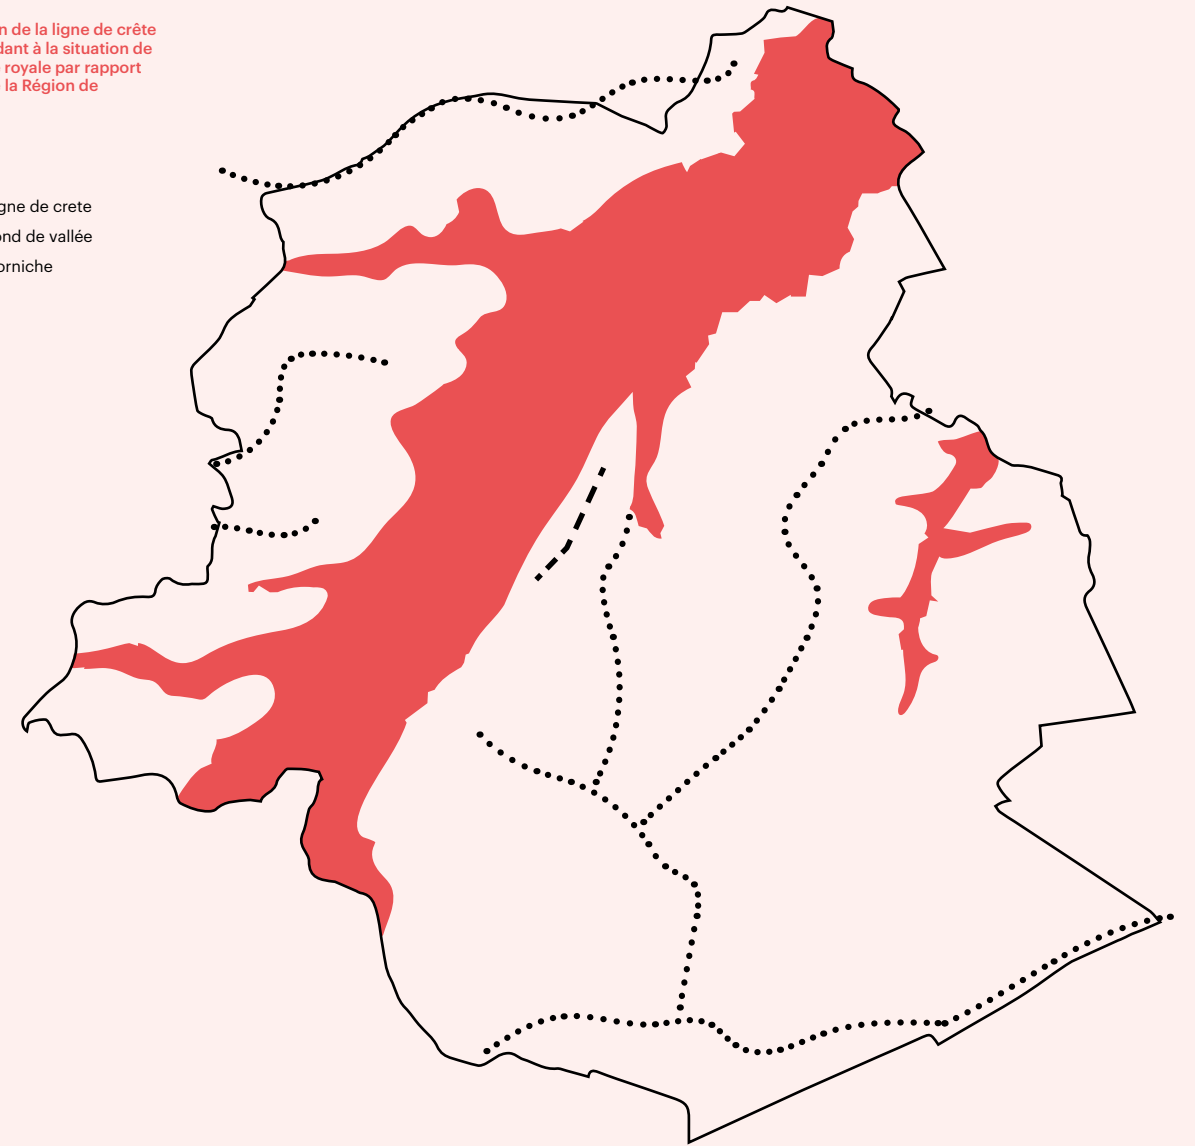 n de la ligne de crête
dant à la situation de
royale par rapport
la Région de
gne de crete
ond de vallée
orniche